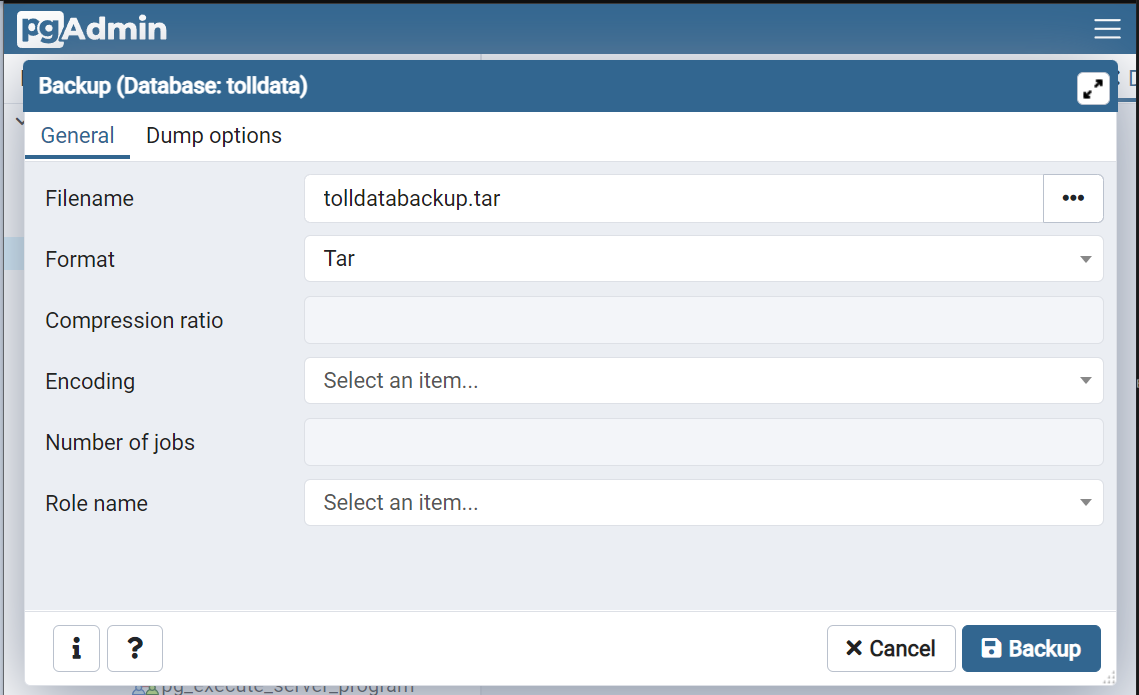 pgAdmin
Backup (Database: tolldata)
General Dump options
Filename tolldatabackup.tar •••
Format Tar
Compression ratio
Encoding Select an item...
Number of jobs
Role name Select an item...
i ? Cancel Backup
pg_execute_server_program